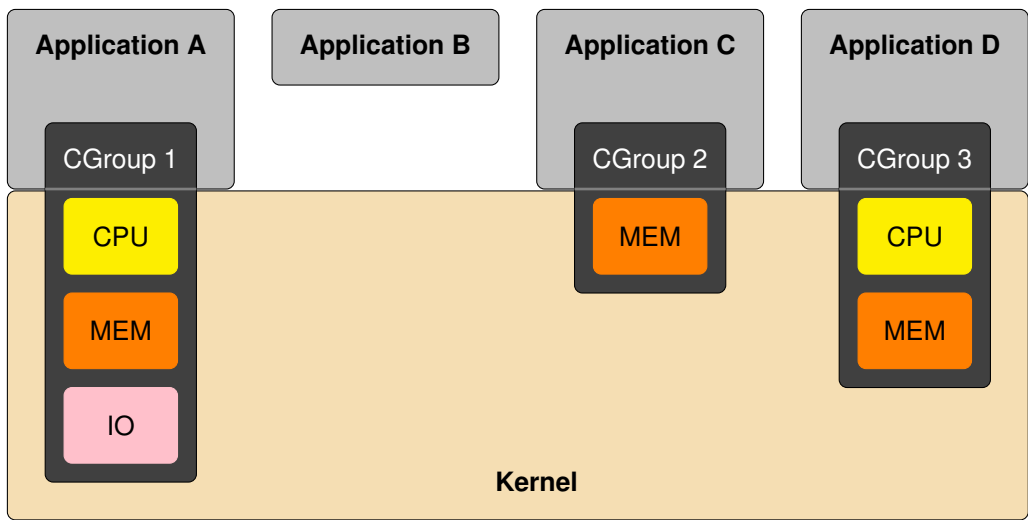 Application A
Application B
Application C
Application D
CGroup 1
CGroup 2
CGroup 3
CPU
MEM
CPU
MEM
MEM
IO
Kernel